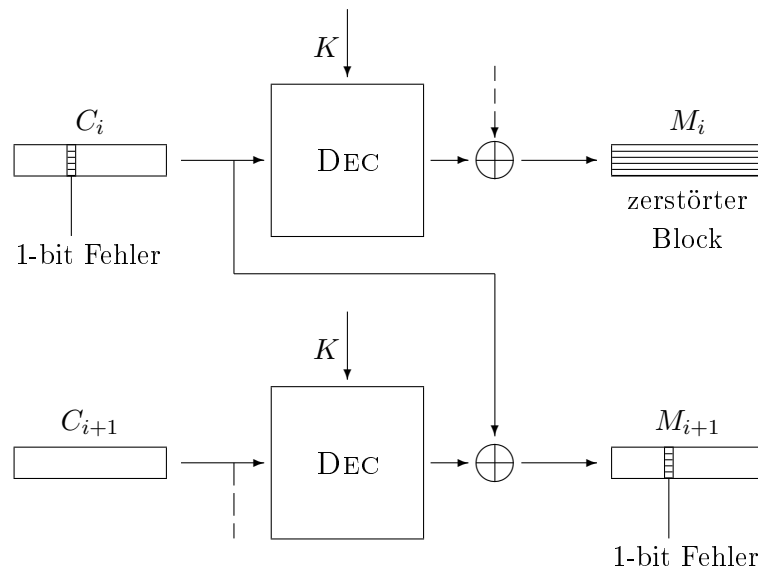 K
C_i
DEC
M_i
1-bit Fehler
zerstörter
Block
K
C_{i+1}
DEC
M_{i+1}
1-bit Fehler